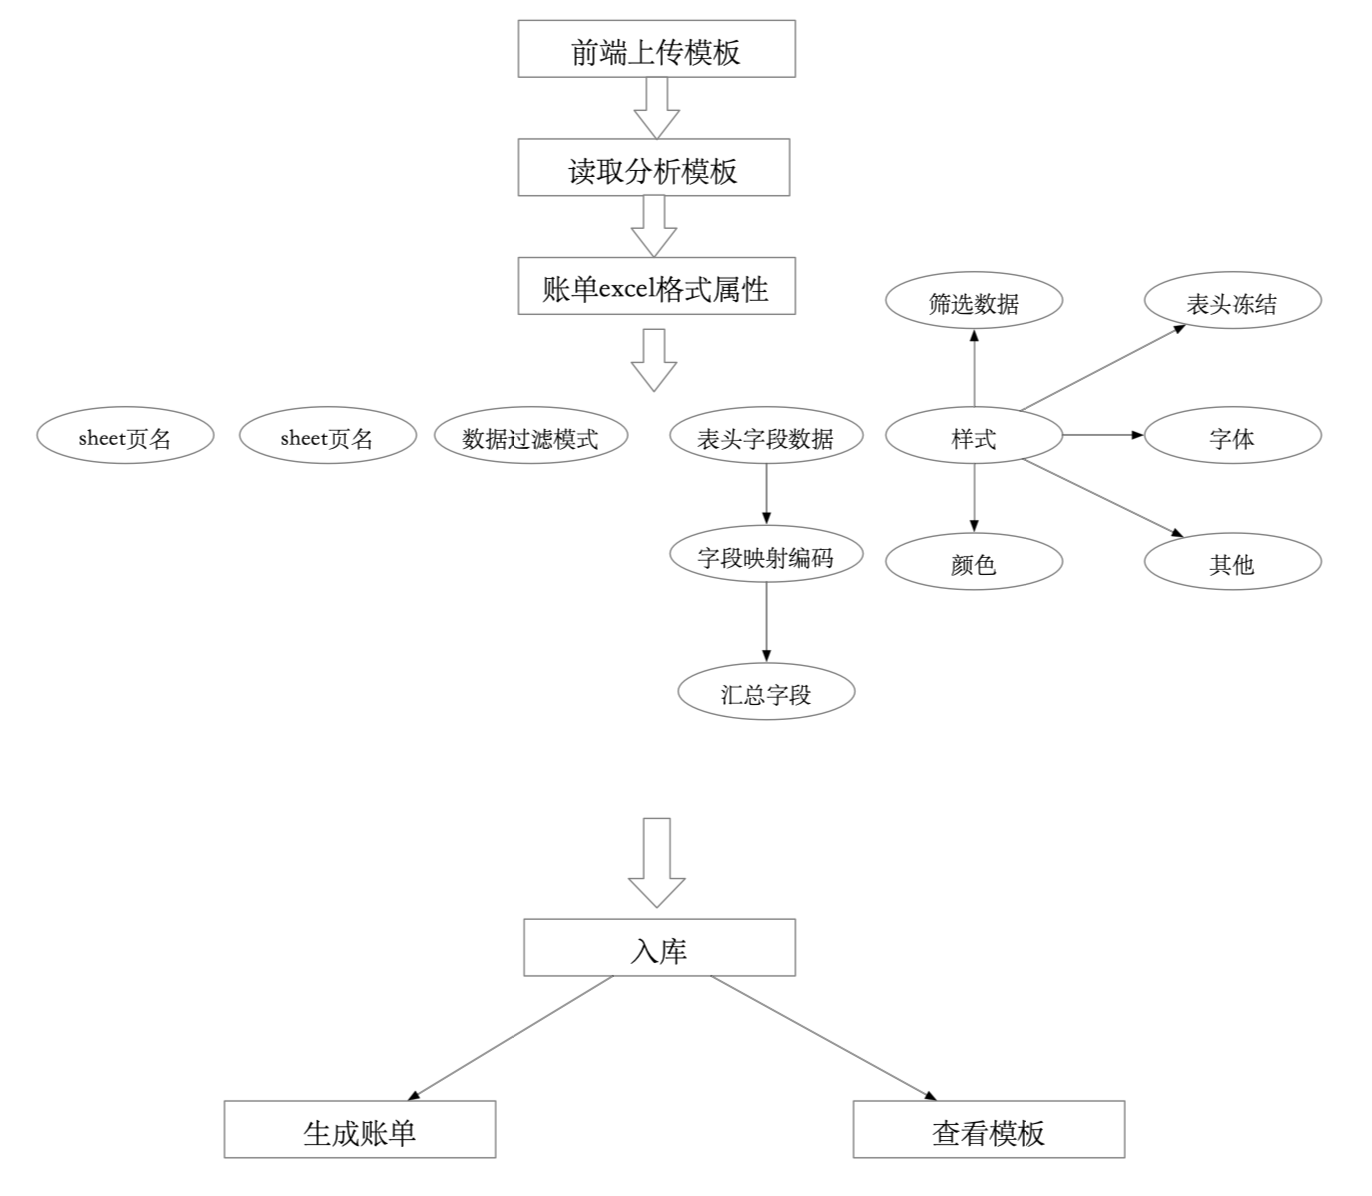 前端上传模板
读取分析模板
账单excel格式属性
筛选数据
表头冻结
sheet页名
sheet页名
数据过滤模式
表头字段数据
样式
字体
字段映射编码
颜色
其他
汇总字段
入库
生成账单
查看模板